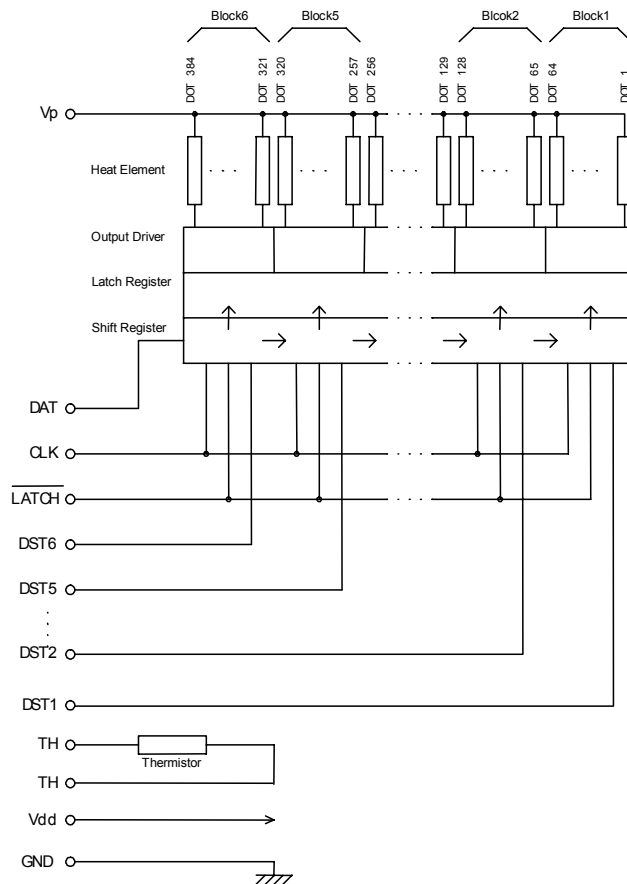 Block6 Block5 Blcok2 Block1
DOT 384 DOT 321 DOT 320 DOT 257 DOT 256 DOT 129 DOT 128 DOT 65 DOT 64 DOT 1
Vp
Heat Element
Output Driver
Latch Register
Shift Register
DAT
CLK
LATCH
DST6
DST5
DST2
DST1
TH
Thermistor
TH
Vdd
GND